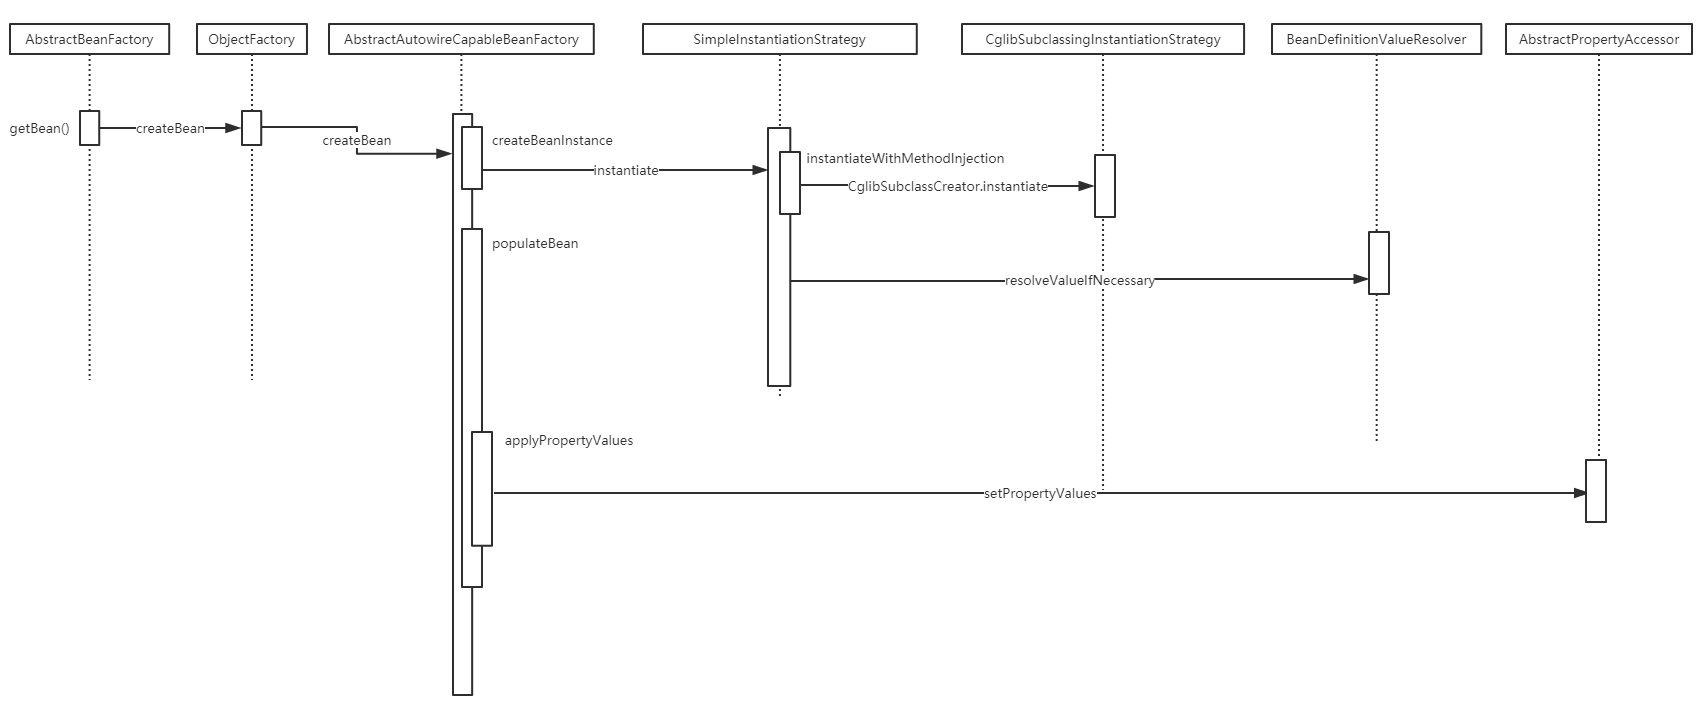 AbstractBeanFactory
ObjectFactory
AbstractAutowireCapableBeanFactory
SimpleInstantiationStrategy
CglibSubclassingInstantiationStrategy
BeanDefinitionValueResolver
AbstractPropertyAccessor
getBean()
createBean
createBean
createBeanInstance
instantiate
instantiateWithMethodInjection
CglibSubclassCreator.instantiate
populateBean
resolveValueIfNecessary
applyPropertyValues
setPropertyValues